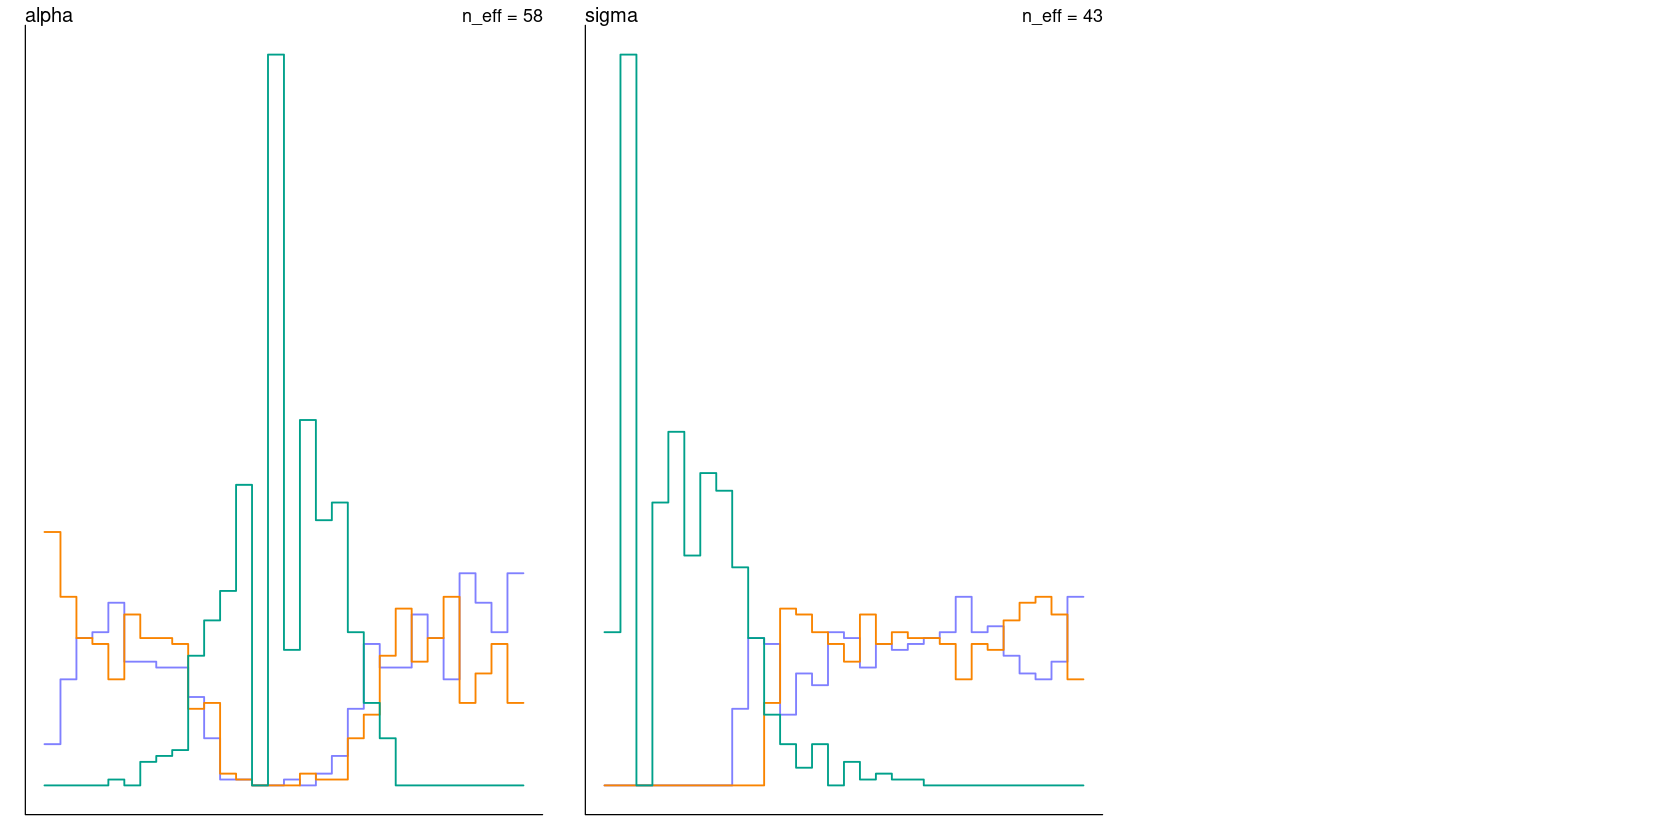 alpha n_eff = 58
sigma n_eff = 43